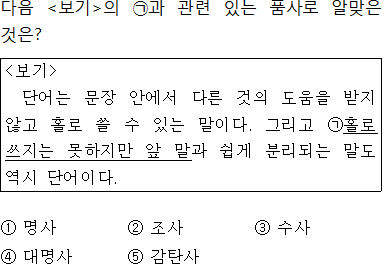 다음 <보기>의 ㉠과 관련 있는 품사로 알맞은
것은?
<보기>
단어는 문장 안에서 다른 것의 도움을 받지
않고 홀로 쓸 수 있는 말이다. 그리고 ㉠홀로
쓰지는 못하지만 앞 말과 쉽게 분리되는 말도
역시 단어이다.
① 명사 ② 조사 ③ 수사
④ 대명사 ⑤ 감탄사